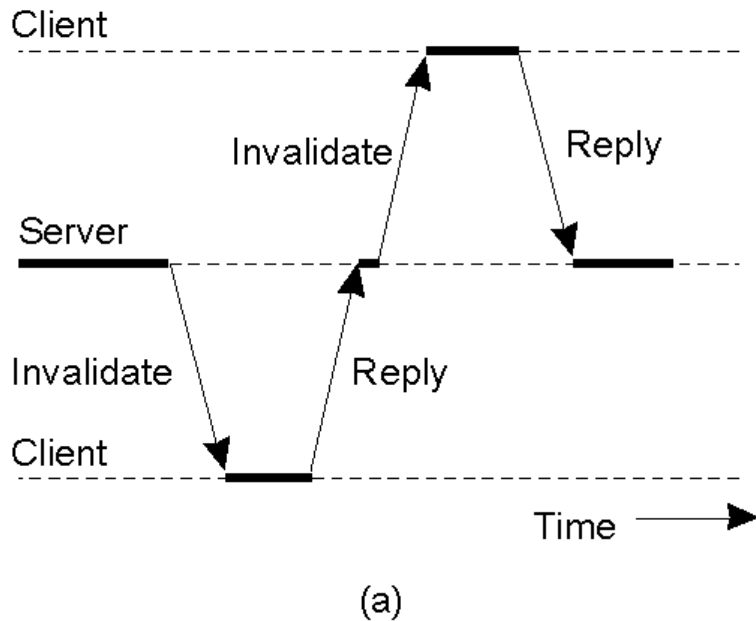 Client
Invalidate
Reply
Server
Invalidate
Reply
Client
Time
(a)